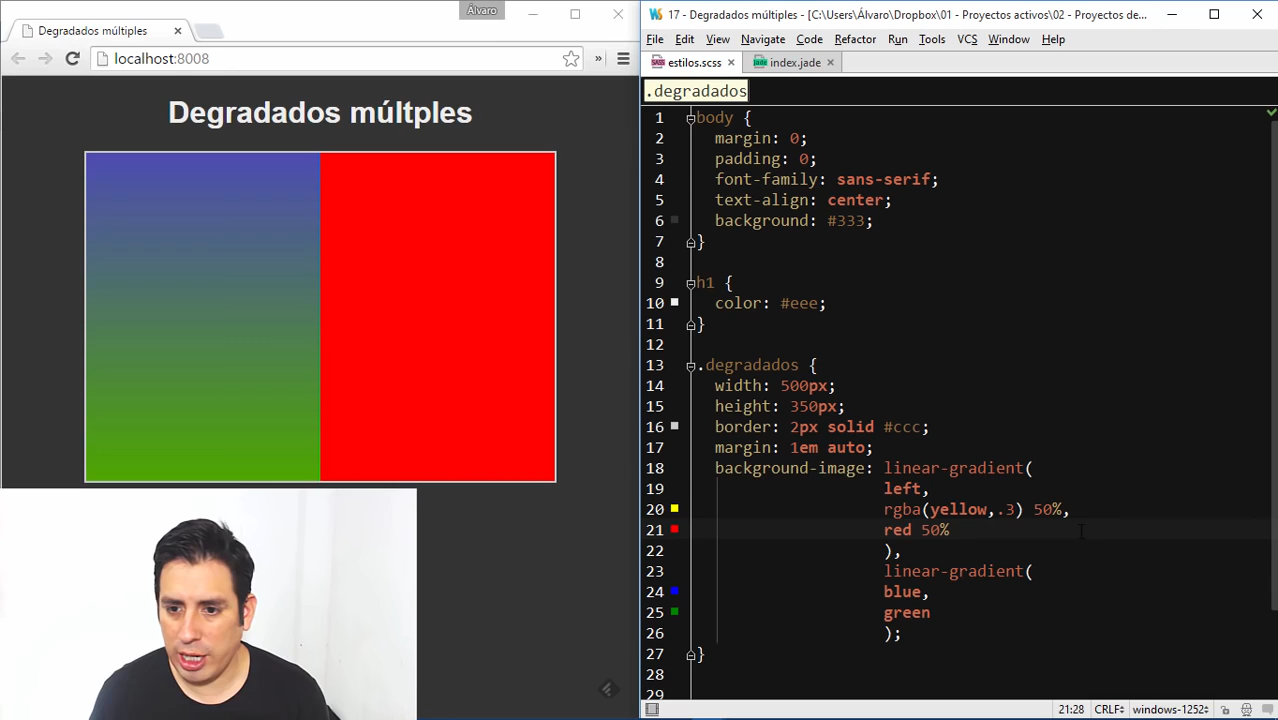 Álvaro
Degradados múltiples
localhost:8208
»
Degradados múltples
17 - Degradados múltiples - [C:\Users\Álvaro\Dropbox\01 - Proyectos activos\02 - Proyectos de...
File Edit View Navigate Code Refactor Run Tools VCS Window Help
estilos.scss index.jade
.degradados
1 body {
2 margin: 0;
3 padding: 0;
4 font-family: sans-serif;
5 text-align: center;
6 background: #333;
7 }
8
9 h1 {
10 color: #eee;
11 }
12
13 .degradados {
14 width: 500px;
15 height: 350px;
16 border: 2px solid #ccc;
17 margin: 1em auto;
18 background-image: linear-gradient(
19 left,
20 rgba(yellow,.3) 50%,
21 red 50%
22 ),
23 linear-gradient(
24 blue,
25 green
26 );
27 }
28
29
21:28 CRLF windows-1252